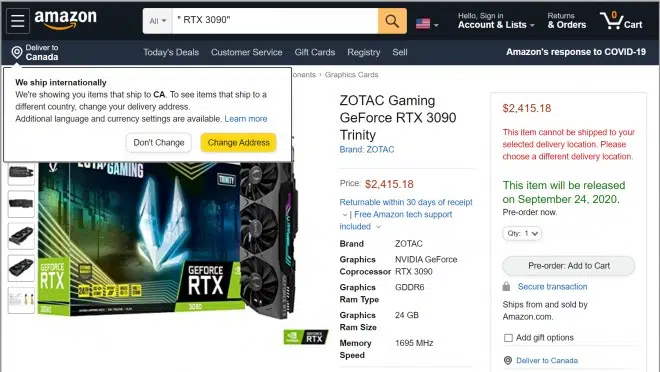 amazon
All
" RTX 3090"
Hello, Sign in
Account & Lists
Returns
& Orders
0
Cart
Deliver to
Canada
Today's Deals
Customer Service
Gift Cards
Registry
Sell
Amazon's response to COVID-19
onents › Graphics Cards
We ship internationally
We're showing you items that ship to CA. To see items that ship to a
different country, change your delivery address.
Additional language and currency settings are available. Learn more
Don't Change
Change Address
GAMING
TRINITY
GEFORCE
RTX
3090
GEFORCE
RTX
3090
NVIDIA
GEFORCE
RTX
ZOTAC Gaming
GeForce RTX 3090
Trinity
Brand: ZOTAC
Price: $2,415.18
Returnable within 30 days of receipt
| Free Amazon tech support
included
Brand ZOTAC
Graphics NVIDIA GeForce
Coprocessor RTX 3090
Graphics GDDR6
Ram Type
Graphics 24 GB
Ram Size
Memory 1695 MHz
Speed
$2,415.18
This item cannot be shipped to your
selected delivery location. Please
choose a different delivery location.
This item will be released
on September 24, 2020.
Pre-order now.
Qty: 1
Pre-order: Add to Cart
Secure transaction
Ships from and sold by
Amazon.com.
Add gift options
Deliver to Canada